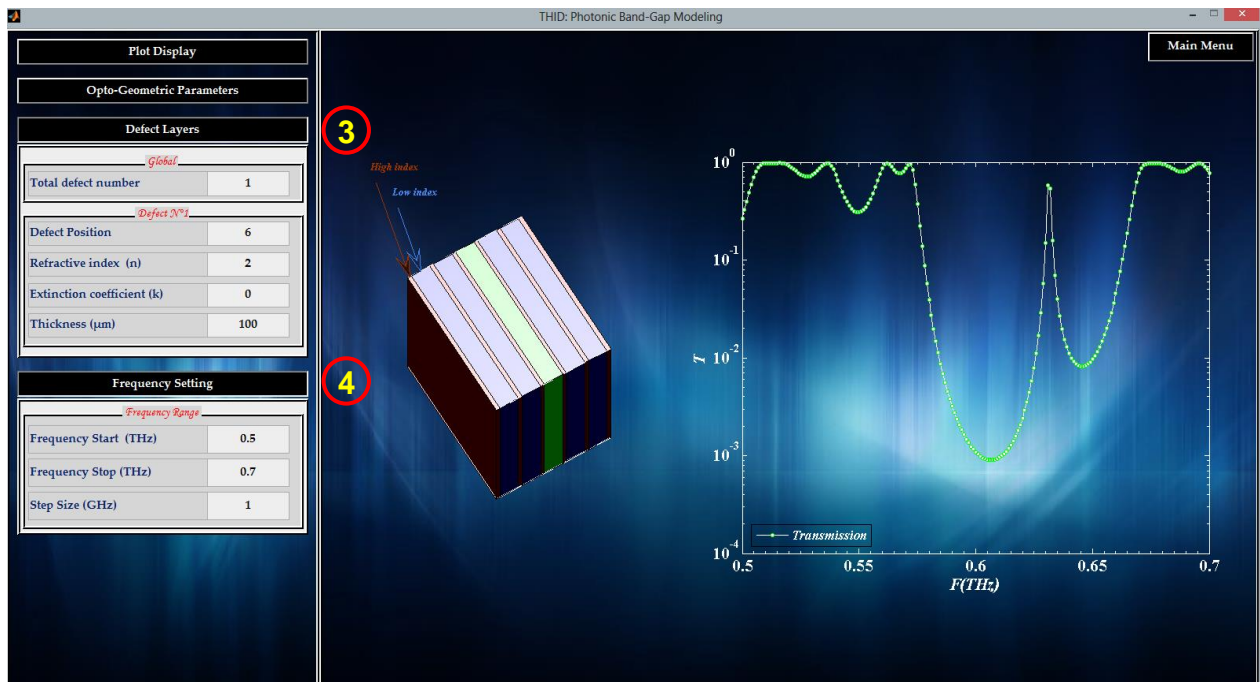 THID: Photonic Band-Gap Modeling
Plot Display
Opto-Geometric Parameters
Defect Layers
Global
Total defect number 1
Defect N°1
Defect Position 6
Refractive index (n) 2
Extinction coefficient (k) 0
Thickness (µm) 100
Frequency Setting
Frequency Range
Frequency Start (THz) 0.5
Frequency Stop (THz) 0.7
Step Size (GHz) 1
3
4
High index
Low index
Main Menu
10^0
10^-1
10^-2
10^-3
10^-4
T
Transmission
0.5 0.55 0.6 0.65 0.7
F(THz)